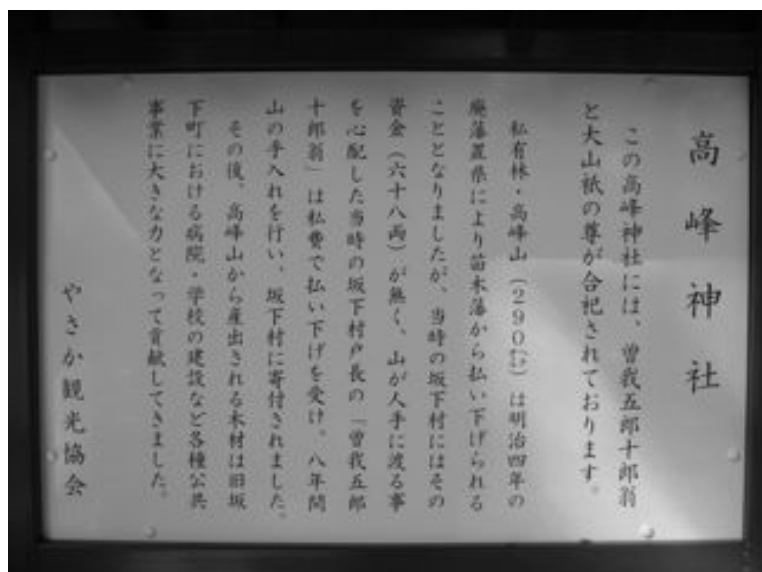 高峰神社
この高峰神社には、曽我五郎十郎翁
と大山祇の尊が合祀されております。
私有林・高峰山(290㌶)は明治四年の
廃藩置県により苗木藩から払い下げられる
こととなりましたが、当時の坂下村にはその
資金(六十八両)が無く、山が人手に渡る事
を心配した当時の坂下村戸長の「曽我五郎
十郎翁」は私費で払い下げを受け、八年間
山の手入れを行い、坂下村に寄付されました。
その後、高峰山から産出される木材は旧坂
下町における病院・学校の建設など各種公共
事業に大きな力となって貢献してきました。
やさか観光協会